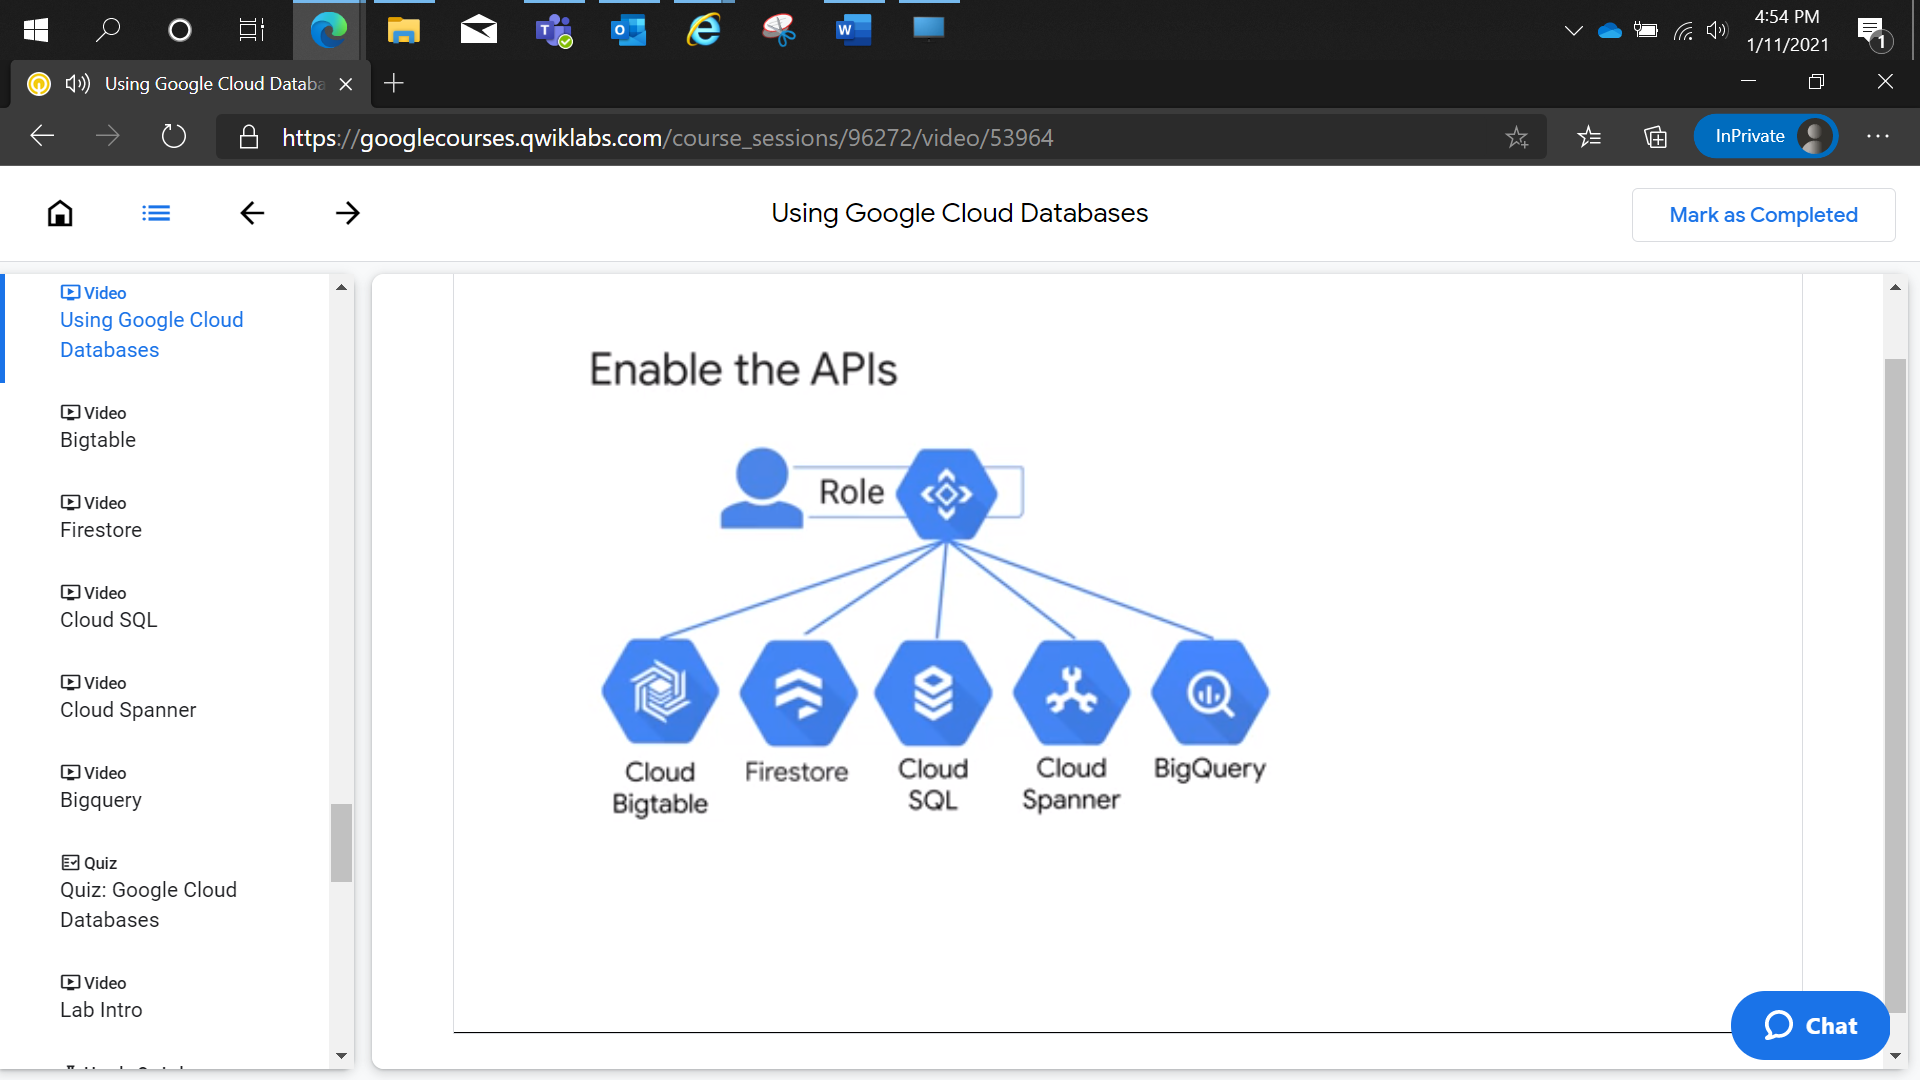 4:54 PM
1/11/2021
1
Using Google Cloud Databa
https://googlecourses.qwiklabs.com/course_sessions/96272/video/53964
InPrivate
Using Google Cloud Databases
Mark as Completed
Video
Using Google Cloud
Databases
Video
Bigtable
Video
Firestore
Video
Cloud SQL
Video
Cloud Spanner
Video
Bigquery
Quiz
Quiz: Google Cloud
Databases
Video
Lab Intro
Enable the APIs
Role
Cloud
Bigtable
Firestore
Cloud
SQL
Cloud
Spanner
BigQuery
Chat